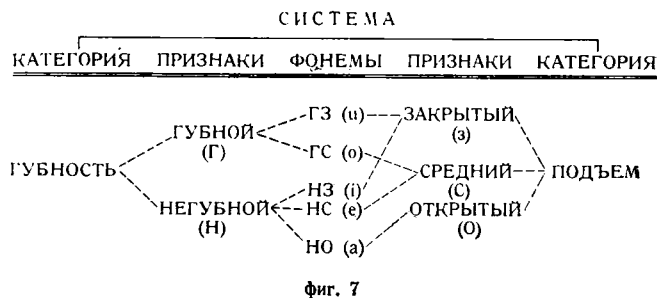 СИСТЕМА
КАТЕГОРИЯ ПРИЗНАКИ ФОНЕМЫ ПРИЗНАКИ КАТЕГОРИЯ
ГЗ (u) ЗАКРЫТЫЙ
ГУБНОЙ (з)
(Г) ГС (o)
ГУБНОСТЬ СРЕДНИЙ ПОДЪЕМ
НЗ (i) (С)
НЕГУБНОЙ НС (e) ОТКРЫТЫЙ
(Н) (О)
НО (a)
фиг. 7